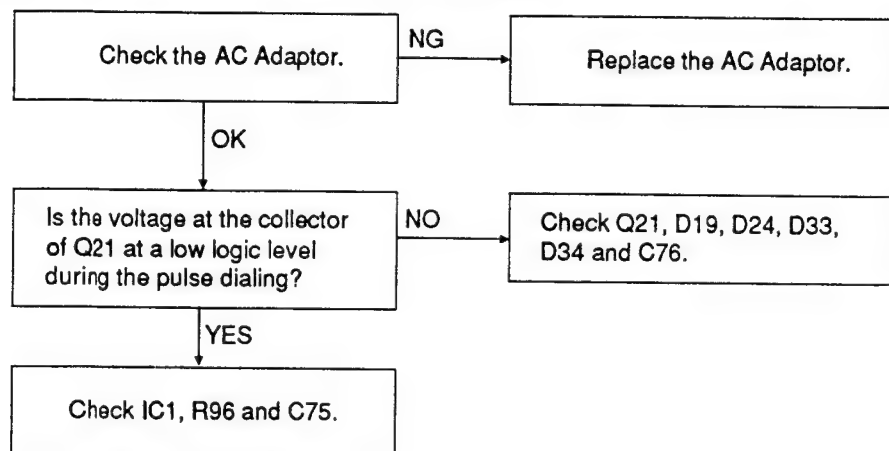 Check the AC Adaptor.
NG
Replace the AC Adaptor.
OK
Is the voltage at the collector
of Q21 at a low logic level
during the pulse dialing?
NO
Check Q21, D19, D24, D33,
D34 and C76.
YES
Check IC1, R96 and C75.